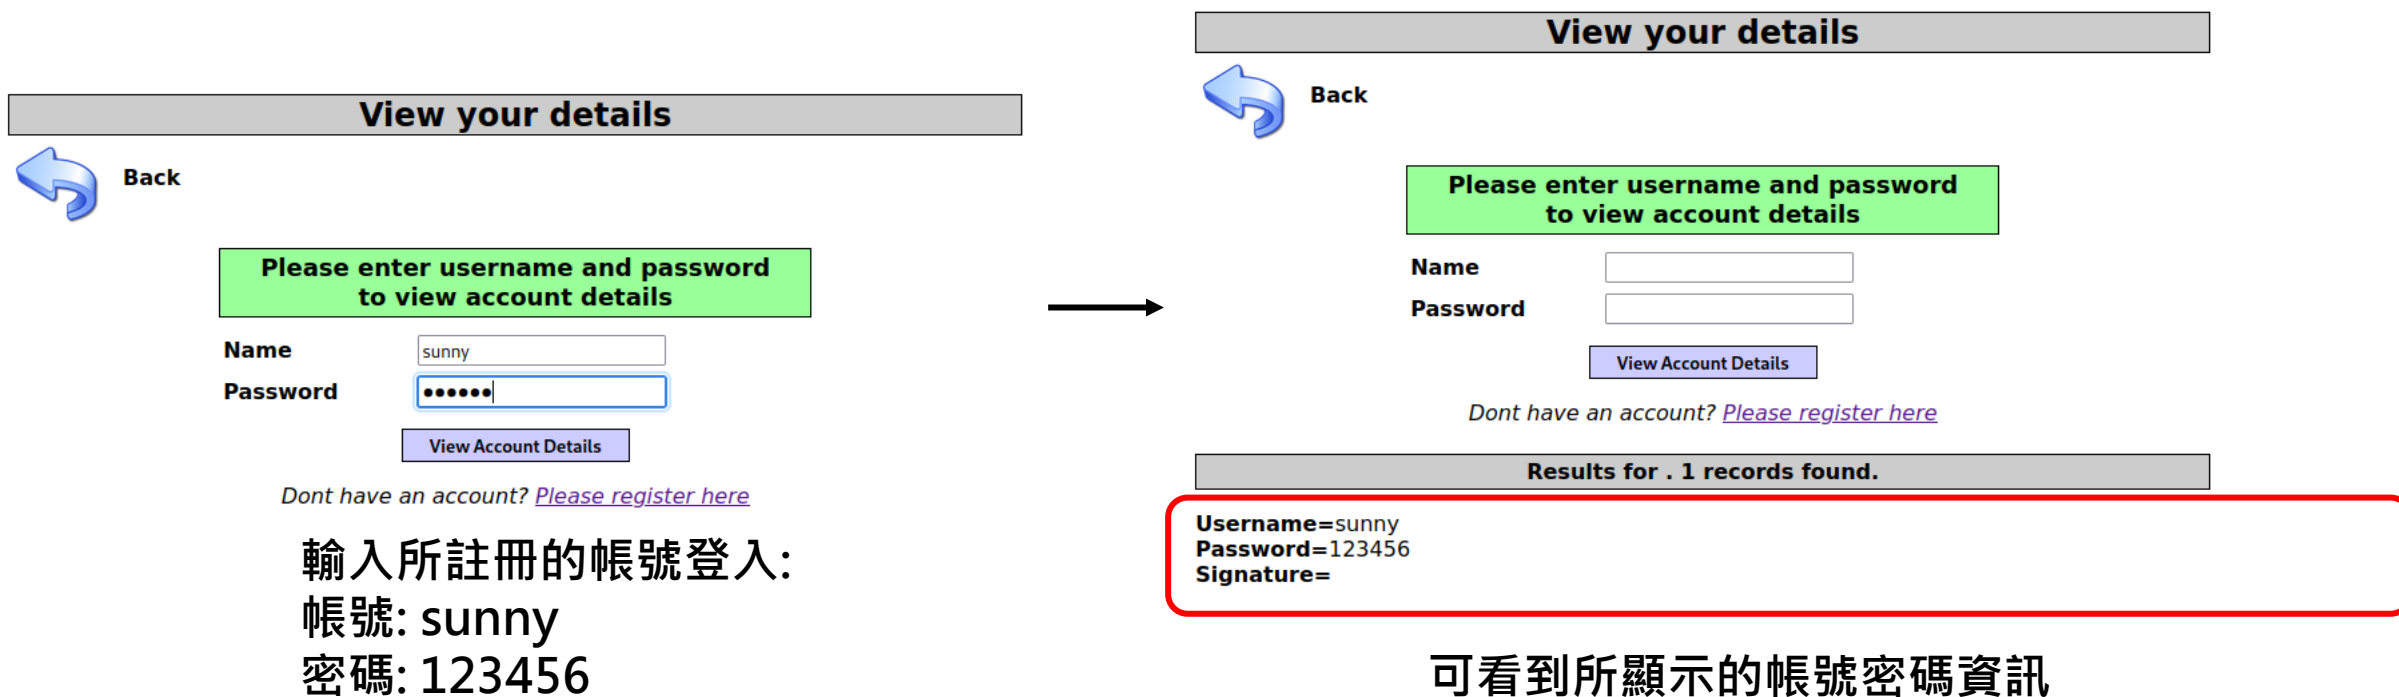 View your details
Back
Please enter username and password
to view account details
Name sunny
Password ••••••
View Account Details
Dont have an account? Please register here
輸入所註冊的帳號登入:
帳號: sunny
密碼: 123456
View your details
Back
Please enter username and password
to view account details
Name
Password
View Account Details
Dont have an account? Please register here
Results for . 1 records found.
Username=sunny
Password=123456
Signature=
可看到所顯示的帳號密碼資訊